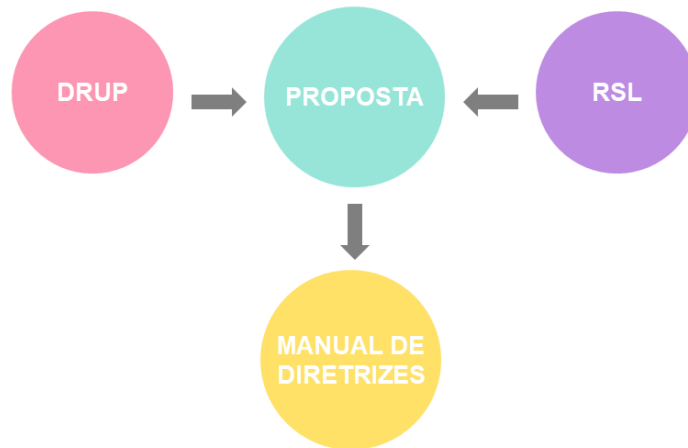 DRUP
PROPOSTA
RSL
MANUAL DE
DIRETRIZES